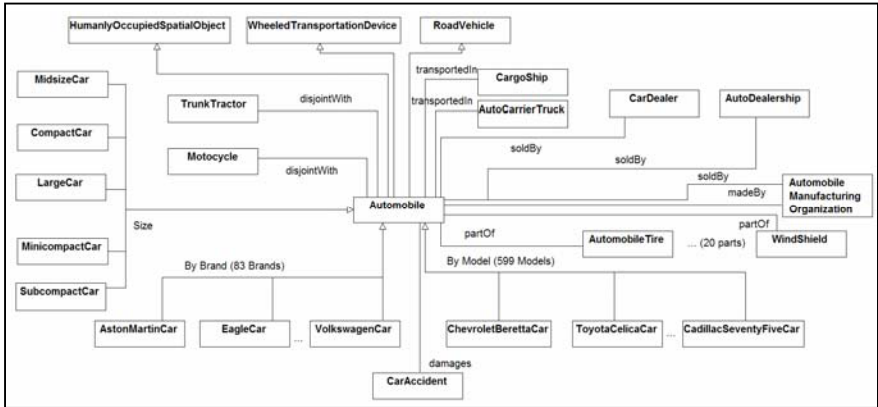 HumanlyOccupiedSpatialObject
WheeledTransportationDevice
RoadVehicle
MidsizeCar
transportedIn
CargoShip
TrunkTractor
disjointWith
transportedIn
AutoCarrierTruck
CarDealer
AutoDealership
CompactCar
Motocycle
disjointWith
soldBy
soldBy
LargeCar
soldBy
madeBy
Automobile
Manufacturing
Organization
Automobile
Size
partOf
partOf
MinicompactCar
AutomobileTire
... (20 parts)
WindShield
By Brand (83 Brands)
By Model (599 Models)
SubcompactCar
AstonMartinCar
EagleCar
...
VolkswagenCar
ChevroletBerettaCar
ToyotaCelicaCar
...
CadillacSeventyFiveCar
damages
CarAccident